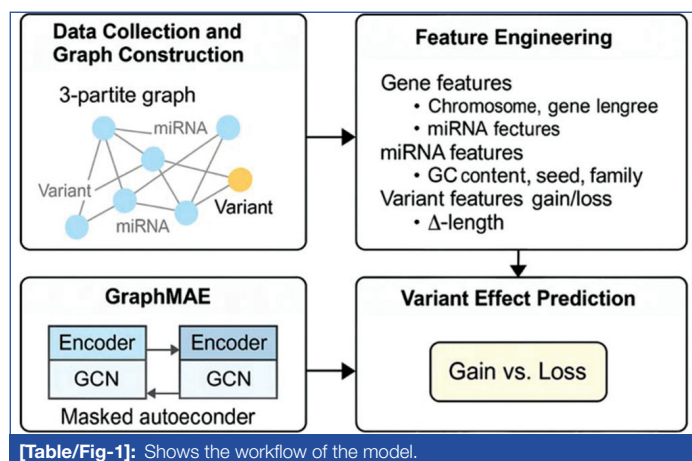 Data Collection and
Graph Construction
3-partite graph
miRNA
Variant
Variant
miRNA
Feature Engineering
Gene features
• Chromosome, gene lengree
• miRNA fectures
miRNA features
• GC content, seed, family
Variant features gain/loss
• Δ-length
GraphMAE
Encoder
Encoder
GCN
GCN
Masked autoeconder
Variant Effect Prediction
Gain vs. Loss
[Table/Fig-1]: Shows the workflow of the model.